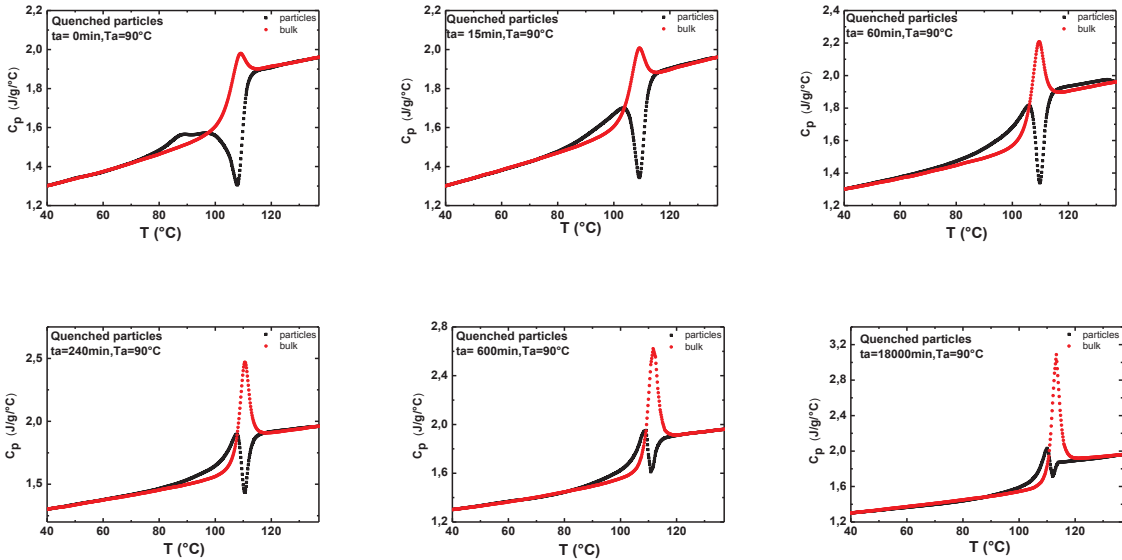 Quenched particles
ta= 0min,Ta=90°C
particles
bulk
2,2
2,0
1,8
1,6
1,4
1,2
Cp (J/g/°C)
40 60 80 100 120
T (°C)
Quenched particles
ta= 15min,Ta=90°C
particles
bulk
2,2
2,0
1,8
1,6
1,4
1,2
Cp (J/g/°C)
40 60 80 100 120
T (°C)
Quenched particles
ta= 60min,Ta=90°C
particles
bulk
2,4
2,2
2,0
1,8
1,6
1,4
1,2
Cp (J/g/°C)
40 60 80 100 120
T (°C)
Quenched particles
ta=240min,Ta=90°C
particles
bulk
2,5
2,0
1,5
Cp (J/g/°C)
40 60 80 100 120
T (°C)
Quenched particles
ta= 600min,Ta=90°C
particles
bulk
2,8
2,4
2,0
1,6
1,2
Cp (J/g/°C)
40 60 80 100 120
T (°C)
Quenched particles
ta=18000min,Ta=90°C
particles
bulk
3,2
2,8
2,4
2,0
1,6
1,2
Cp (J/g/°C)
40 60 80 100 120
T (°C)